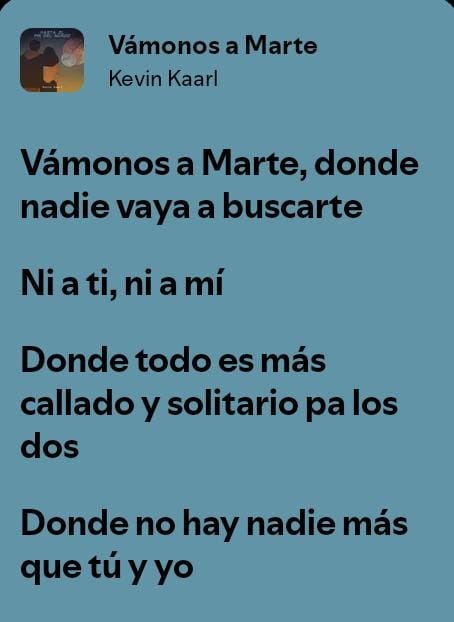 Vámonos a Marte
Kevin Kaarl
Vámonos a Marte, donde
nadie vaya a buscarte
Ni a ti, ni a mí
Donde todo es más
callado y solitario pa los
dos
Donde no hay nadie más
que tú y yo